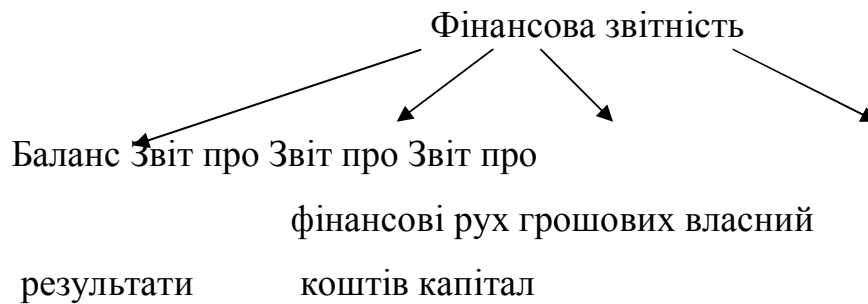 Фінансова звітність
Баланс Звіт про Звіт про Звіт про
фінансові рух грошових власний
результати коштів капітал